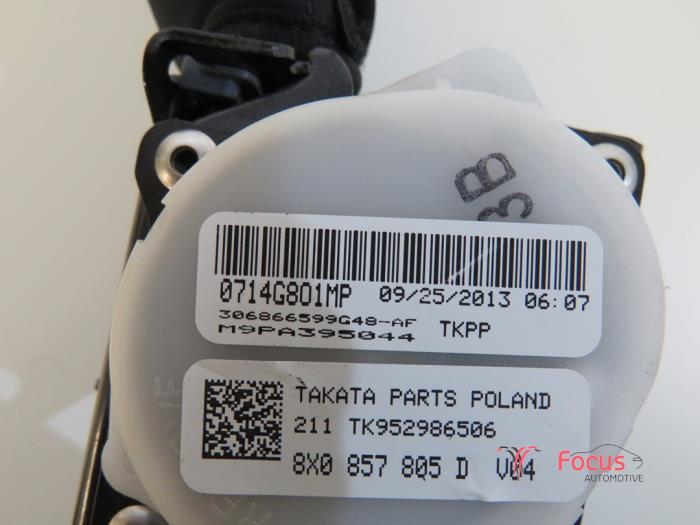 3B
0714G801MP 09/25/2013 06:07
306866599G48-AF TKPP
M9PA395044
TAKATA PARTS POLAND
211 TK952986506
8X0 857 805 D V04
Focus
AUTOMOTIVE